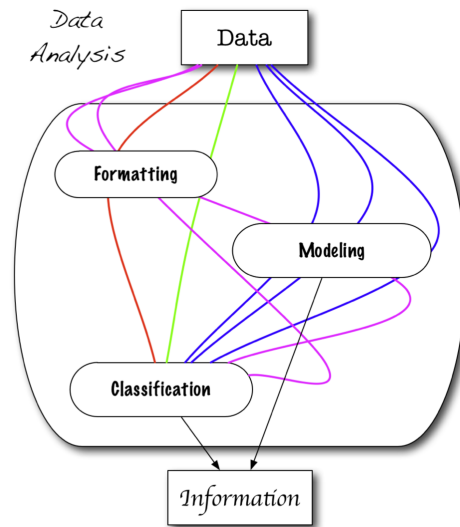 Data
Analysis
Data
Formatting
Modeling
Classification
Information